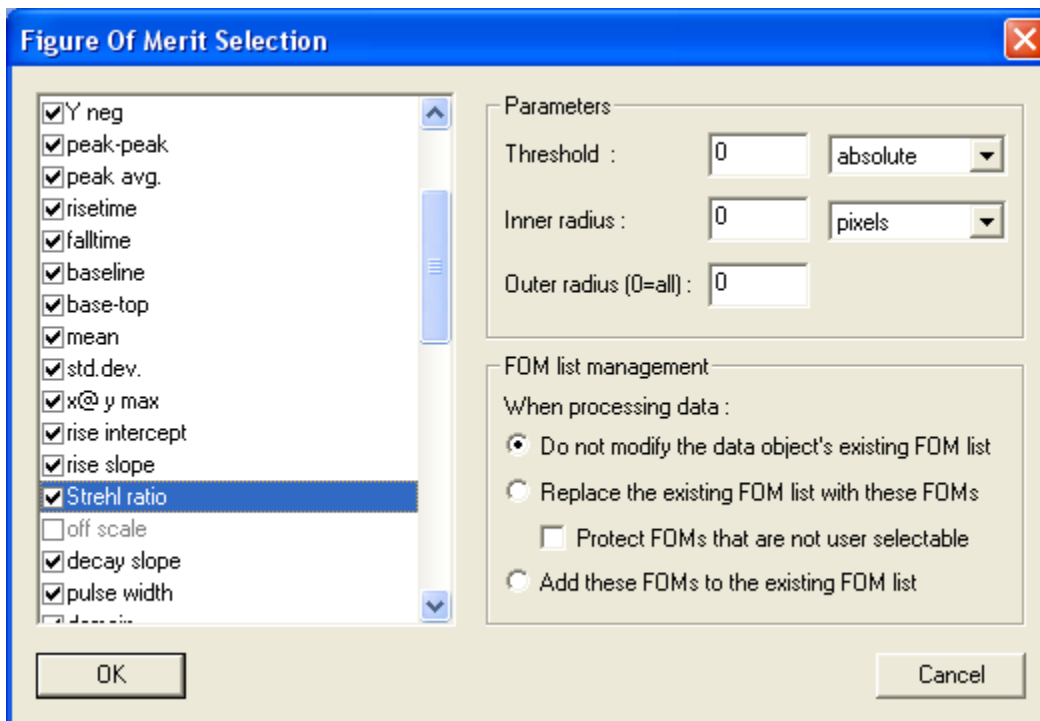 Figure Of Merit Selection
Y neg
peak-peak
peak avg.
risetime
falltime
baseline
base-top
mean
std.dev.
x@ y max
rise intercept
rise slope
Strehl ratio
off scale
decay slope
pulse width
Parameters
Threshold : 0 absolute
Inner radius : 0 pixels
Outer radius (0=all) : 0
FOM list management
When processing data :
Do not modify the data object's existing FOM list
Replace the existing FOM list with these FOMs
Protect FOMs that are not user selectable
Add these FOMs to the existing FOM list
OK
Cancel